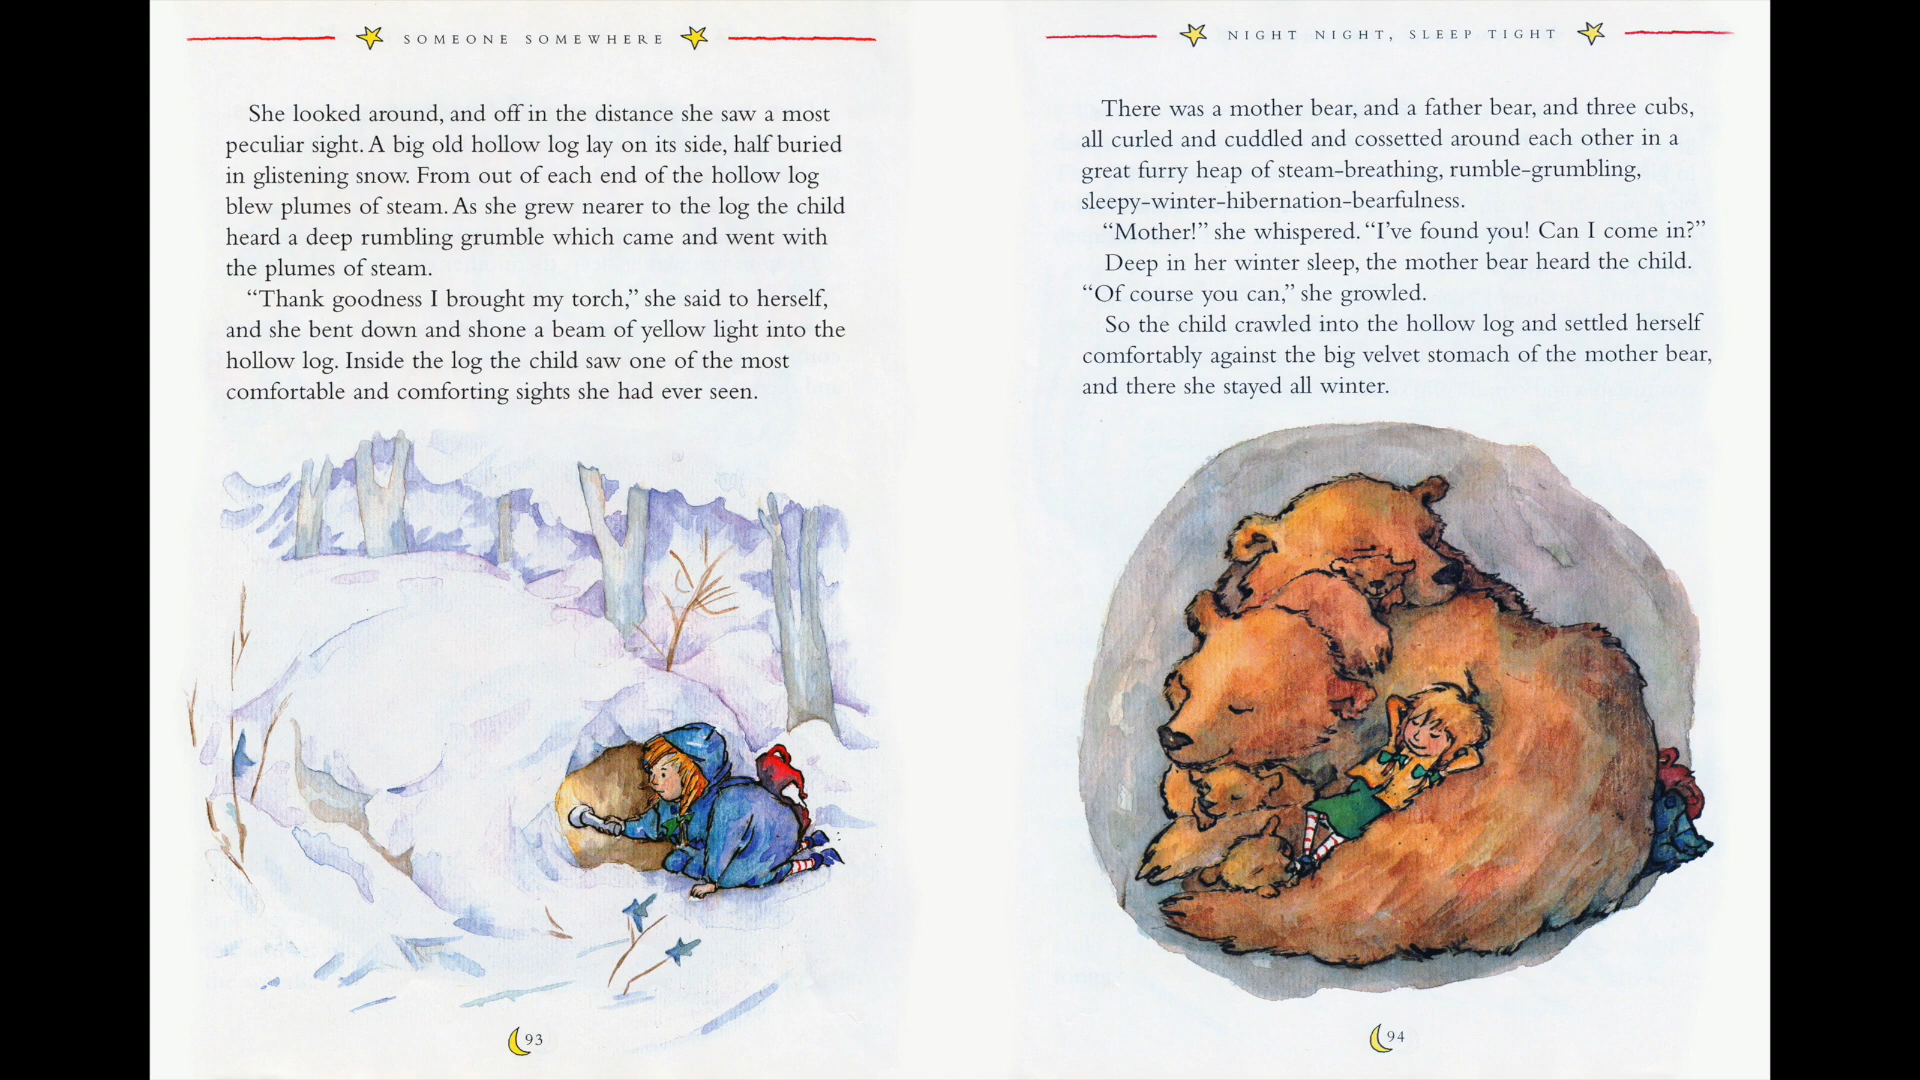 SOMEONE SOMEWHERE
She looked around, and off in the distance she saw a most
peculiar sight. A big old hollow log lay on its side, half buried
in glistening snow. From out of each end of the hollow log
blew plumes of steam. As she grew nearer to the log the child
heard a deep rumbling grumble which came and went with
the plumes of steam.
“Thank goodness I brought my torch,” she said to herself,
and she bent down and shone a beam of yellow light into the
hollow log. Inside the log the child saw one of the most
comfortable and comforting sights she had ever seen.
93
NIGHT NIGHT, SLEEP TIGHT
There was a mother bear, and a father bear, and three cubs,
all curled and cuddled and cossetted around each other in a
great furry heap of steam-breathing, rumble-grumbling,
sleepy-winter-hibernation-bearfulness.
“Mother!” she whispered. “I’ve found you! Can I come in?”
Deep in her winter sleep, the mother bear heard the child.
“Of course you can,” she growled.
So the child crawled into the hollow log and settled herself
comfortably against the big velvet stomach of the mother bear,
and there she stayed all winter.
94